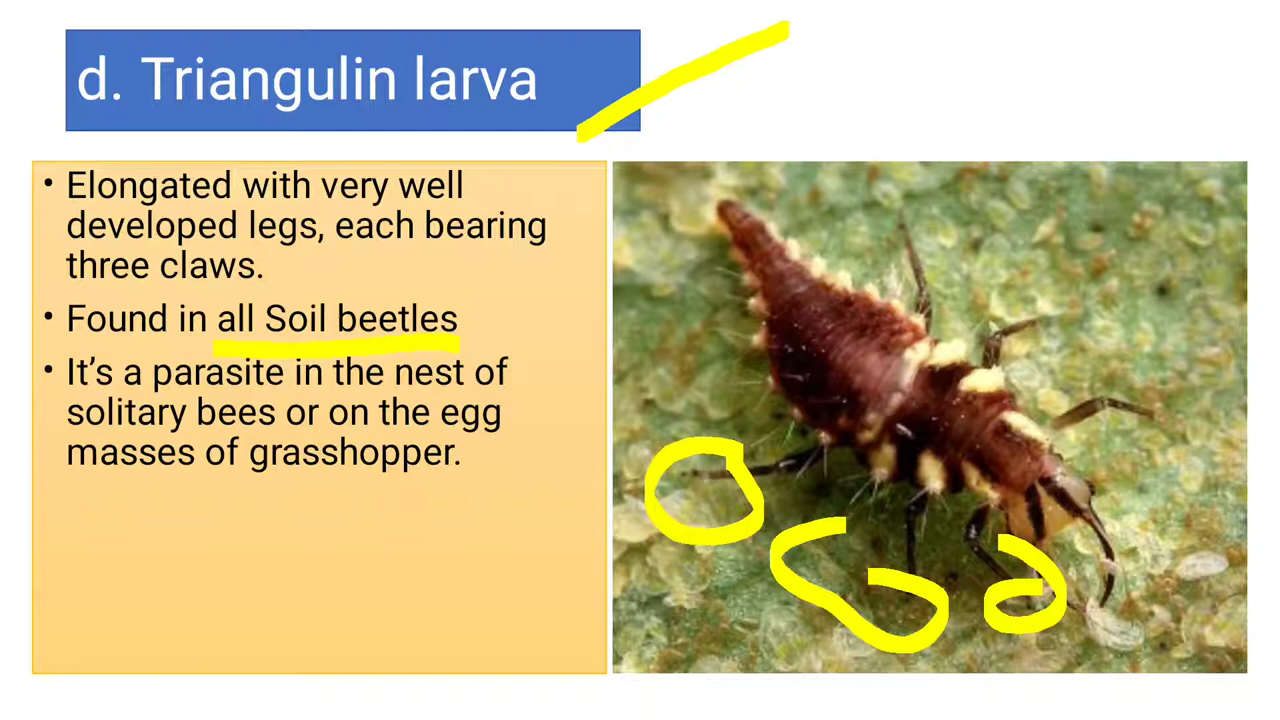 d. Triangulin larva
• Elongated with very well
developed legs, each bearing
three claws.
• Found in all Soil beetles
• It’s a parasite in the nest of
solitary bees or on the egg
masses of grasshopper.